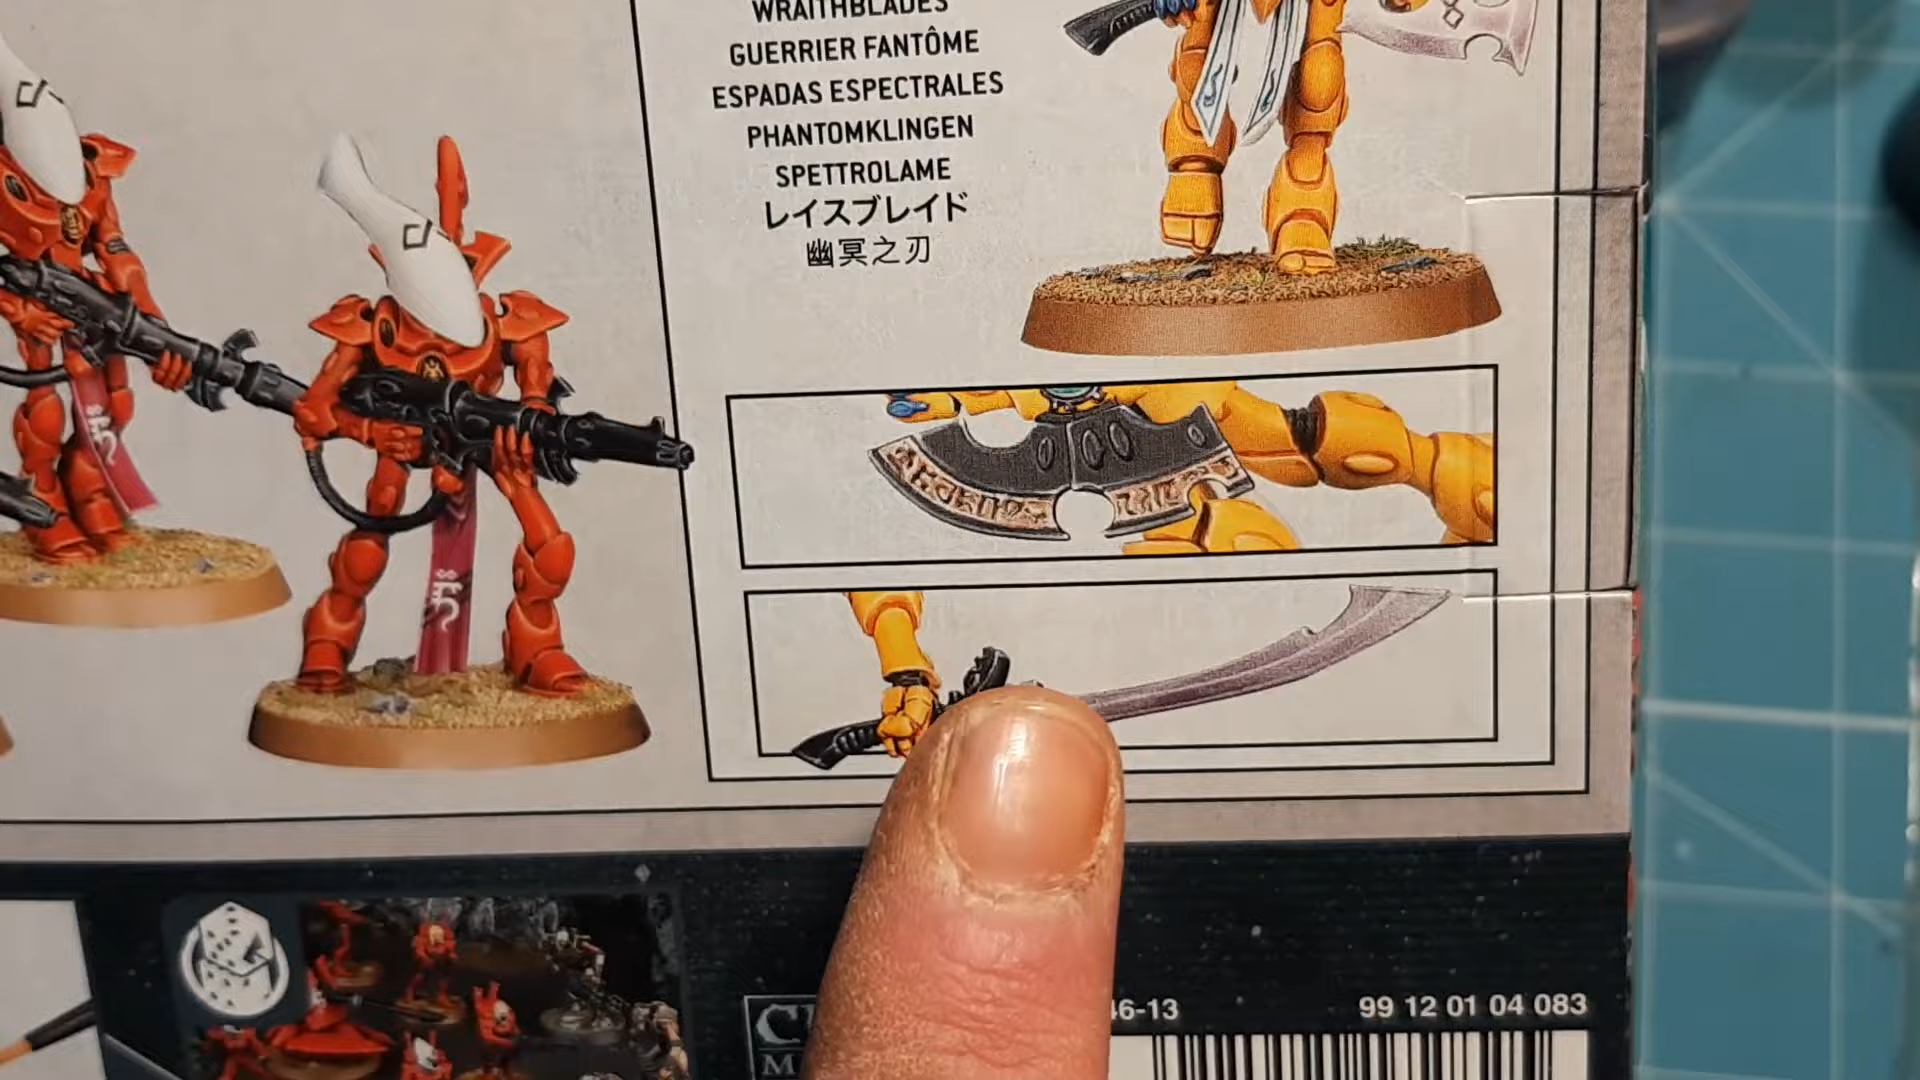 WRAITHBLADES
GUERRIER FANTÔME
ESPADAS ESPECTRALES
PHANTOMKLINGEN
SPETTROLAME
レイスブレイド
幽冥之刃
46-13
99 12 01 04 083